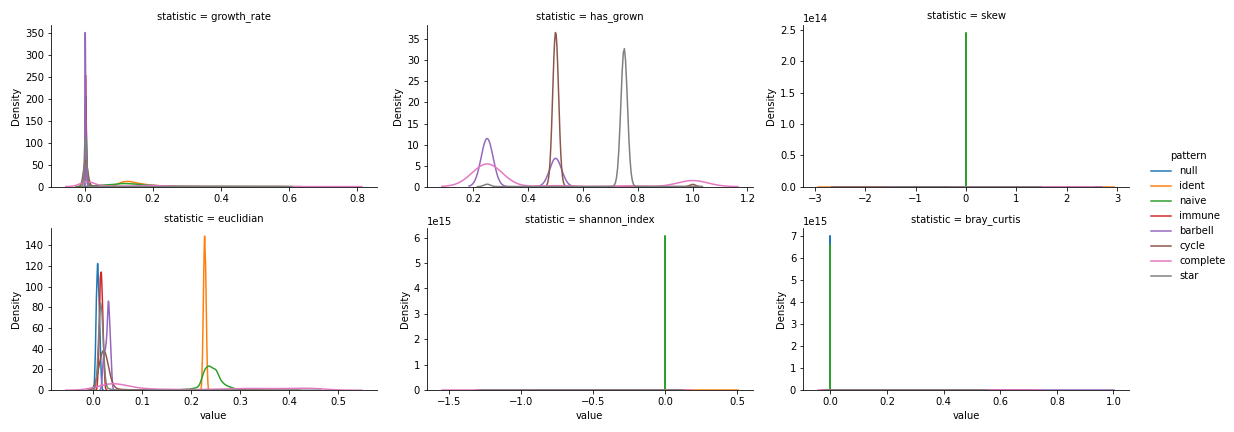 statistic = growth_rate
350
300
250
200
150
100
50
0
Density
0.0 0.2 0.4 0.6 0.8
statistic = has_grown
35
30
25
20
15
10
5
0
Density
0.2 0.4 0.6 0.8 1.0 1.2
statistic = skew
1e14
2.5
2.0
1.5
1.0
0.5
0.0
Density
−3 −2 −1 0 1 2 3
statistic = euclidian
140
120
100
80
60
40
20
0
Density
0.0 0.1 0.2 0.3 0.4 0.5
value
statistic = shannon_index
1e15
6
5
4
3
2
1
0
Density
−1.5 −1.0 −0.5 0.0 0.5
value
statistic = bray_curtis
1e15
7
6
5
4
3
2
1
0
Density
0.0 0.2 0.4 0.6 0.8 1.0
value
pattern
null
ident
naive
immune
barbell
cycle
complete
star